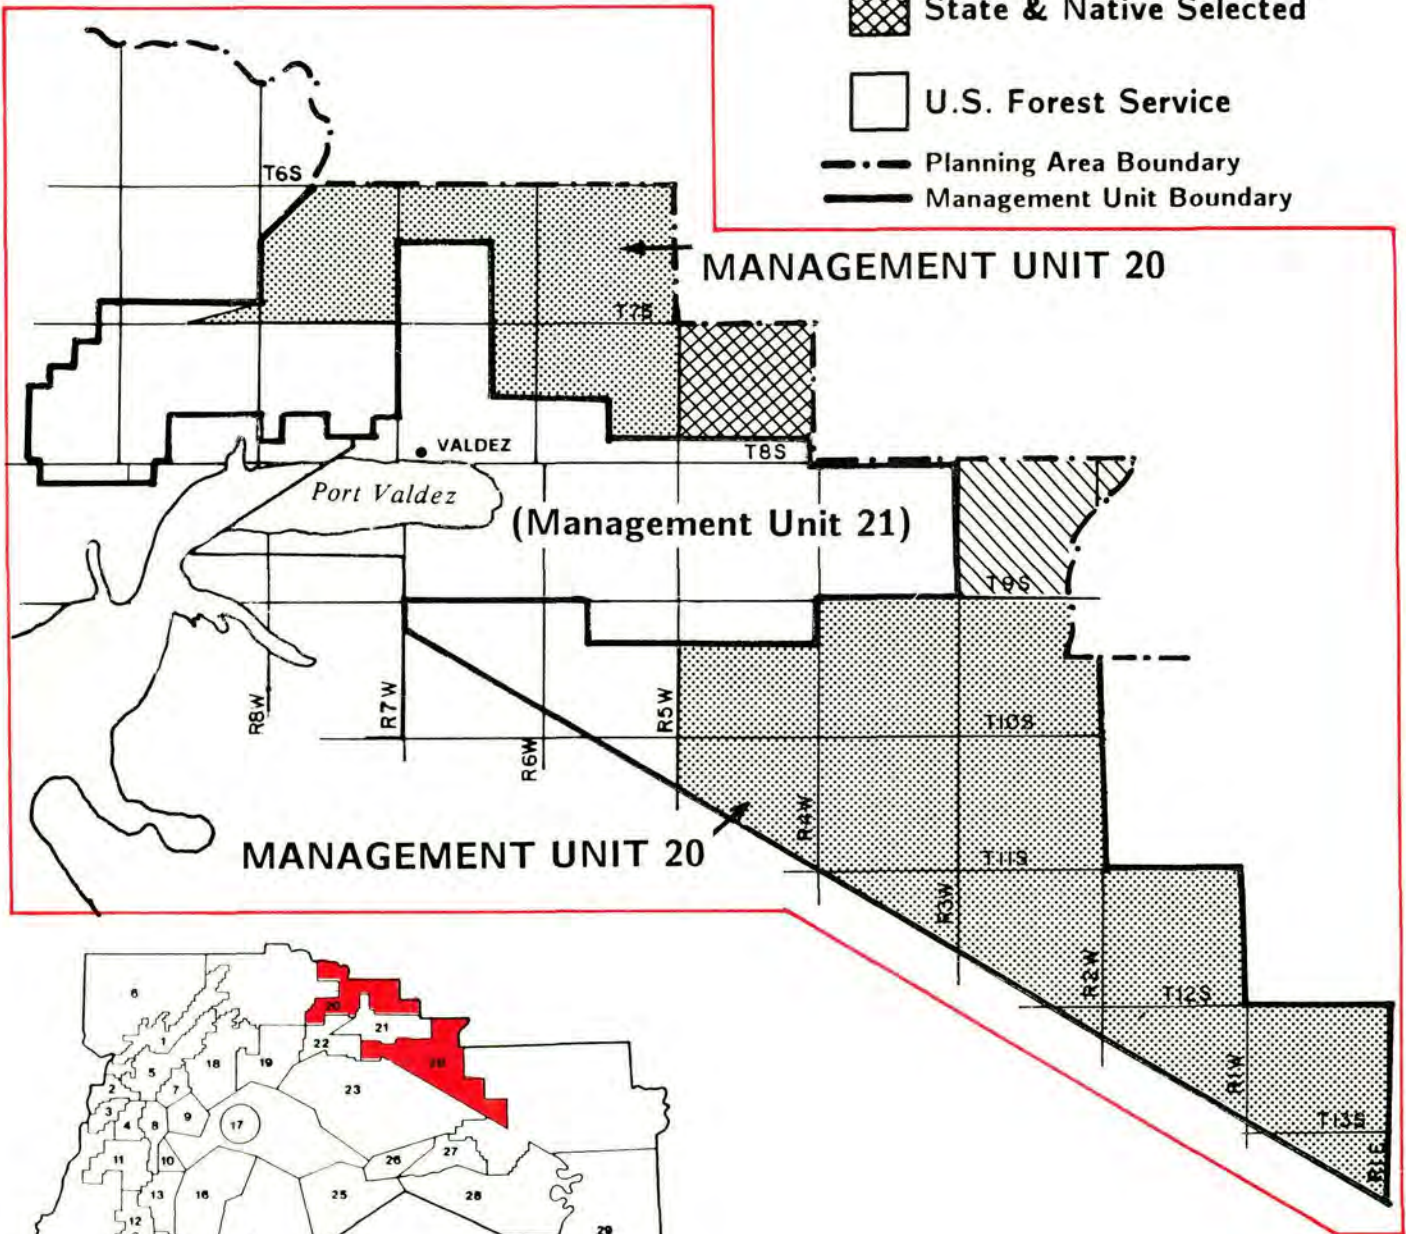 State & Native Selected
U.S. Forest Service
Planning Area Boundary
Management Unit Boundary
T6S
MANAGEMENT UNIT 20
T7S
VALDEZ
T8S
Port Valdez
(Management Unit 21)
T9S
R8W
R7W
R6W
R5W
T10S
R4W
MANAGEMENT UNIT 20
T11S
R3W
R2W
T12S
R1W
T13S
R1E
6
20
21
1
22
20
5
18
19
23
2
7
3
4
8
9
17
11
10
26
27
13
16
25
28
12
29